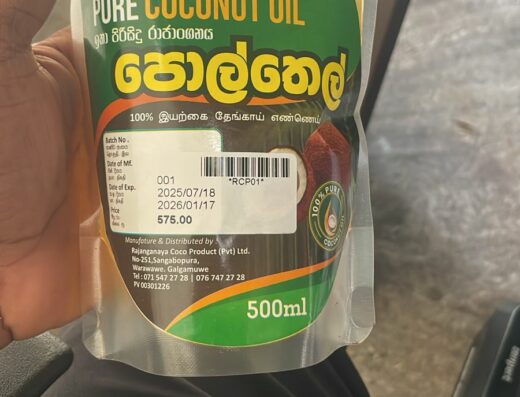 PURE COCONUT OIL
පොල්තෙල්
100% இயற்கை தேங்காய் எண்ணெய்
Batch No.
Date of Mf.
Date of Exp.
Price
001
*RCP01*
2025/07/18
2026/01/17
575.00
100% PURE
Manufature & Distributed by :
Rajanganaya Coco Product (Pvt) Ltd.
No-251,Sangabopura,
Warawawe. Galgamuwe
Tel : 071 547 27 28 | 076 747 27 28
PV 00301226
500ml